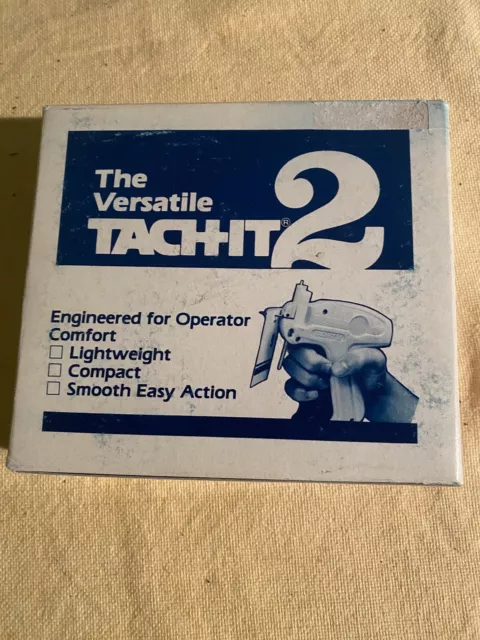 The
Versatile
TACH-IT® 2
Engineered for Operator
Comfort
☐ Lightweight
☐ Compact
☐ Smooth Easy Action